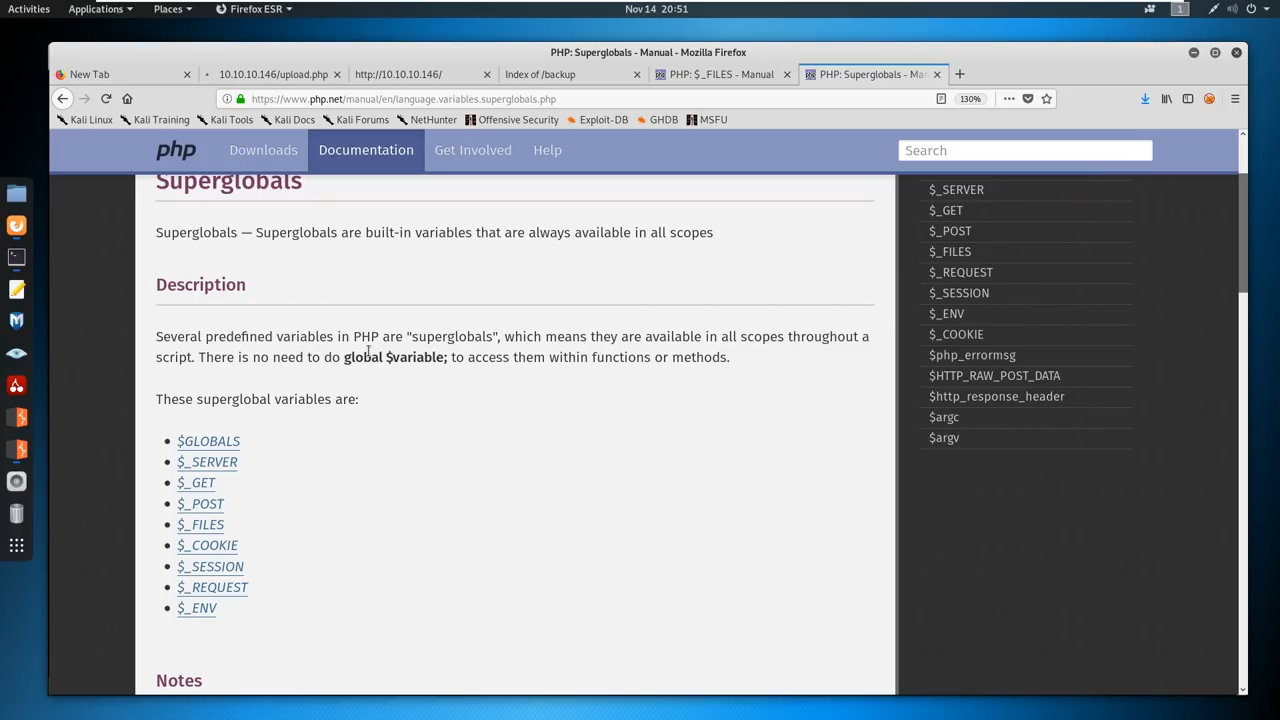 Activities Applications Places Firefox ESR Nov 14 20:51 1
PHP: Superglobals - Manual - Mozilla Firefox
New Tab 10.10.10.146/upload.php http://10.10.10.146/ Index of /backup PHP: $_FILES - Manual PHP: Superglobals - Man
https://www.php.net/manual/en/language.variables.superglobals.php 130%
Kali Linux Kali Training Kali Tools Kali Docs Kali Forums NetHunter Offensive Security Exploit-DB GHDB MSFU
php Downloads Documentation Get Involved Help Search
Superglobals
Superglobals — Superglobals are built-in variables that are always available in all scopes
Description
Several predefined variables in PHP are "superglobals", which means they are available in all scopes throughout a
script. There is no need to do global $variable; to access them within functions or methods.
These superglobal variables are:
• $GLOBALS
• $_SERVER
• $_GET
• $_POST
• $_FILES
• $_COOKIE
• $_SESSION
• $_REQUEST
• $_ENV
Notes
$_SERVER
$_GET
$_POST
$_FILES
$_REQUEST
$_SESSION
$_ENV
$_COOKIE
$php_errormsg
$HTTP_RAW_POST_DATA
$http_response_header
$argc
$argv